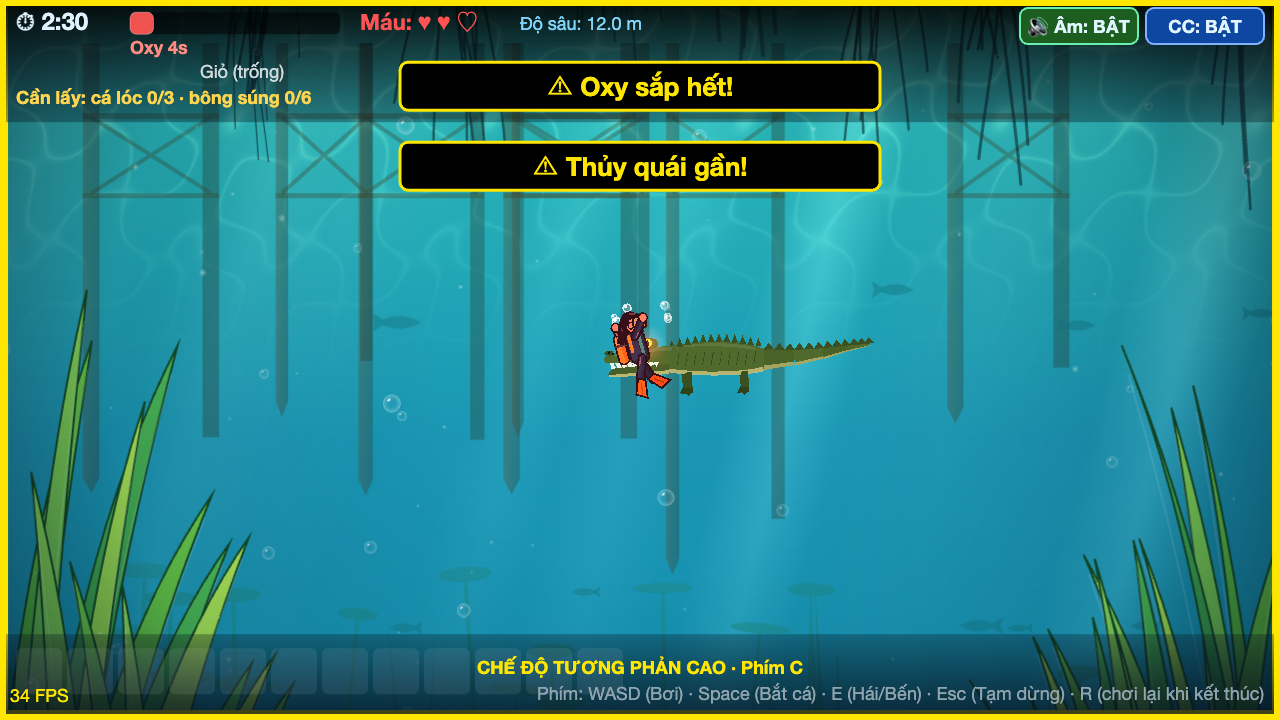 ⏱ 2:30
Máu: ♥ ♥ ♡
Độ sâu: 12.0 m
🔊 Âm: BẬT
CC: BẬT
Oxy 4s
Giỏ (trống)
Cần lấy: cá lóc 0/3 · bông súng 0/6
⚠ Oxy sắp hết!
⚠ Thủy quái gần!
CHẾ ĐỘ TƯƠNG PHẢN CAO · Phím C
34 FPS
Phím: WASD (Bơi) · Space (Bắt cá) · E (Hái/Bến) · Esc (Tạm dừng) · R (chơi lại khi kết thúc)